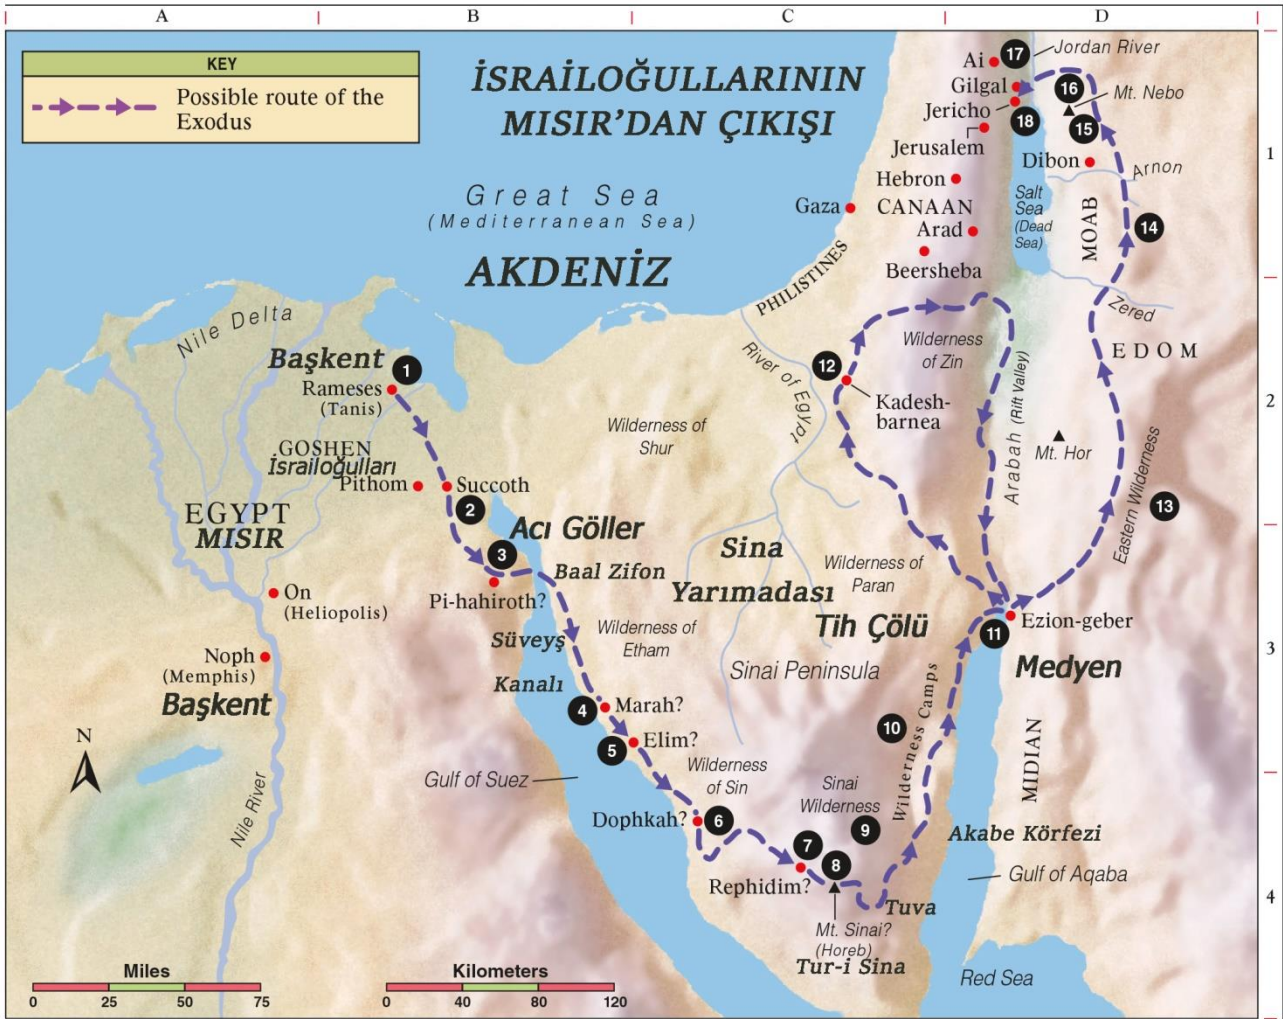 A
B
C
D
KEY
Possible route of the
Exodus
İSRAİLOĞULLARININ
MISIR'DAN ÇIKIŞI
Great Sea
(Mediterranean Sea)
AKDENİZ
17
Jordan River
Ai
Gilgal
16
Mt. Nebo
Jericho
18
15
Jerusalem
Dibon
1
Arnon
Hebron
Gaza
CANAAN
Salt
Sea
(Dead
Sea)
Arad
MOAB
14
Beersheba
PHILISTINES
Zered
Nile Delta
Başkent
1
Rameses
(Tanis)
12
River of Egypt
Wilderness
of Zin
EDOM
Kadesh-
barnea
2
Arabah (Rift Valley)
Wilderness of
Shur
Mt. Hor
GOSHEN
İsrailoğulları
Pithom
Succoth
2
Eastern Wilderness
13
EGYPT
MISIR
Acı Göller
3
Baal Zifon
Sina
Yarımadası
Wilderness of
Paran
Pi-hahiroth?
On
(Heliopolis)
Tih Çölü
Ezion-geber
11
Süveyş
Kanalı
Wilderness of
Etham
Sinai Peninsula
Medyen
3
Noph
(Memphis)
Başkent
4
Marah?
5
Elim?
10
Wilderness Camps
MIDIAN
N
Gulf of Suez
Wilderness
of Sin
Sinai
Wilderness
Nile River
Dophkah?
6
7
8
9
Akabe Körfezi
Rephidim?
Gulf of Aqaba
4
Tuva
Mt. Sinai?
(Horeb)
Tur-i Sina
Red Sea
Miles
0 25 50 75
Kilometers
0 40 80 120